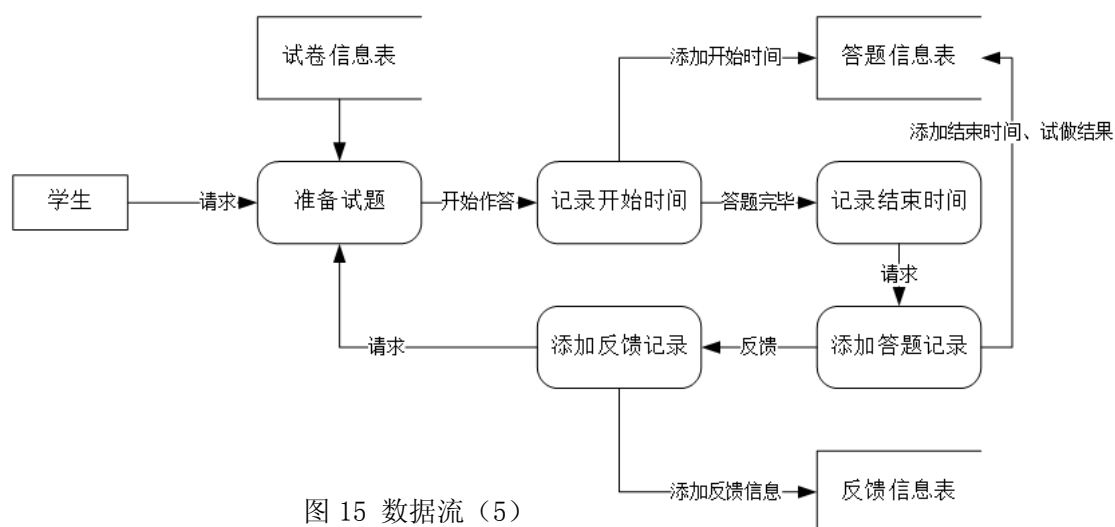 试卷信息表
添加开始时间
答题信息表
添加结束时间、试做结果
学生
请求
准备试题
开始作答
记录开始时间
答题完毕
记录结束时间
请求
请求
添加反馈记录
反馈
添加答题记录
添加反馈信息
反馈信息表
图 15 数据流（5）